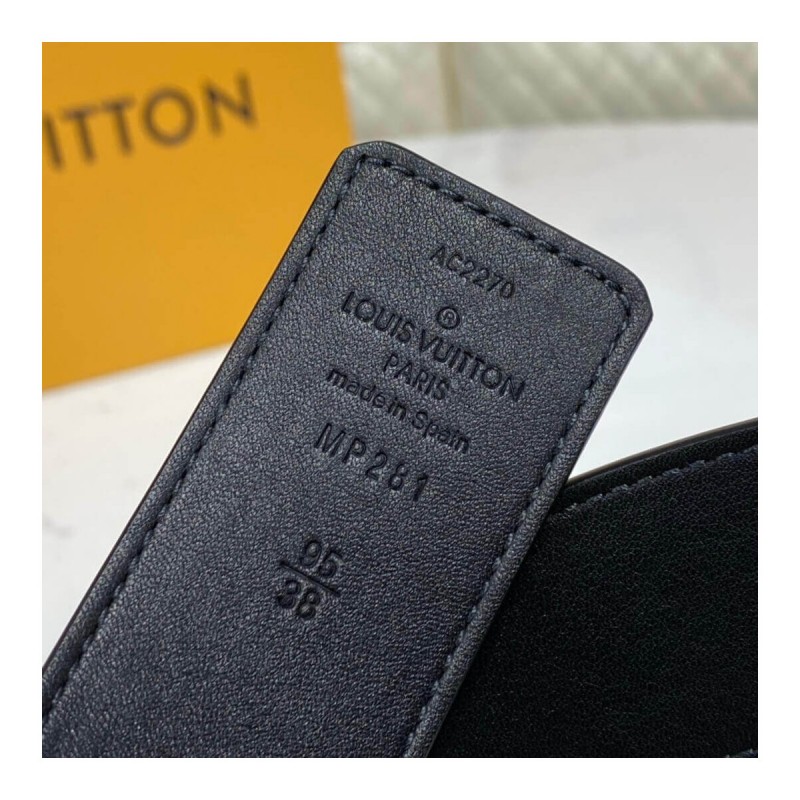 ITTON
AC2270
®
LOUIS VUITTON
PARIS
made in Spain
MP281
95
38